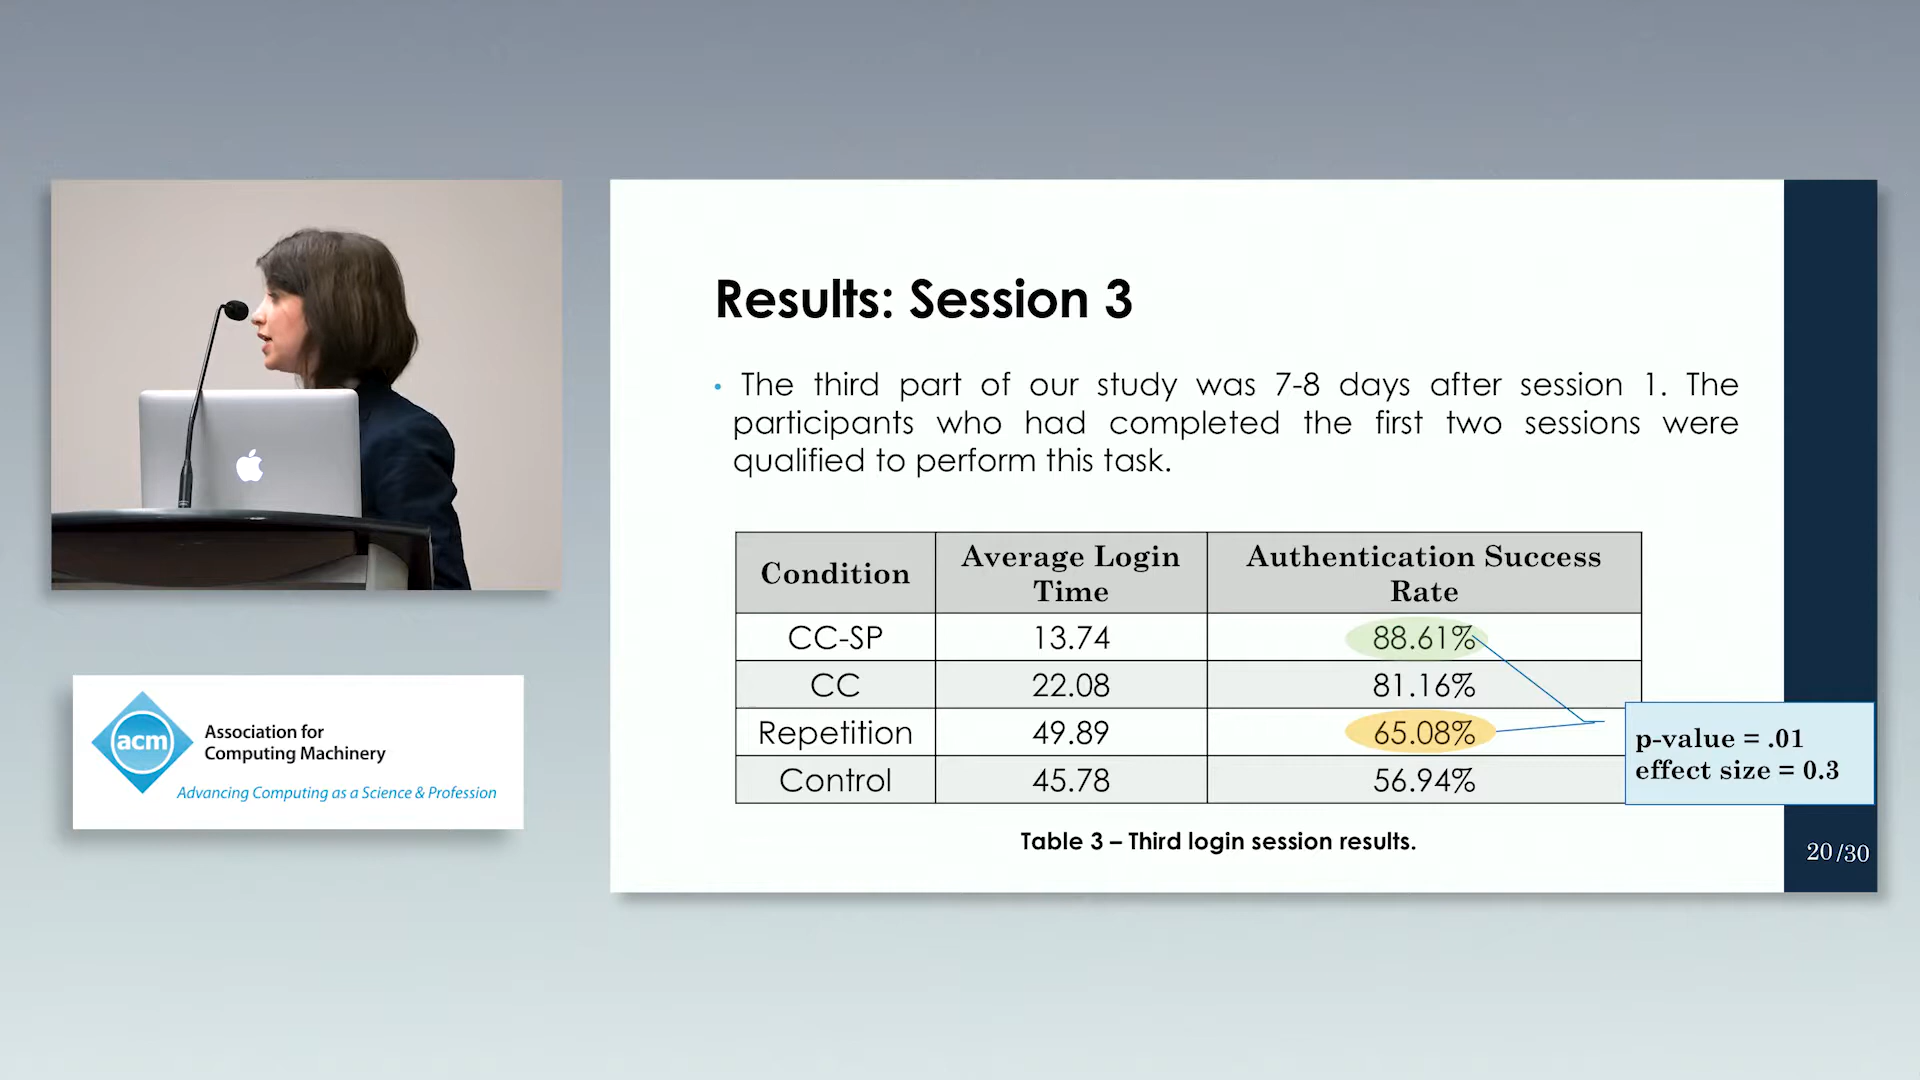 Results: Session 3
• The third part of our study was 7-8 days after session 1. The
participants who had completed the first two sessions were
qualified to perform this task.
Condition Average Login Time Authentication Success Rate
CC-SP 13.74 88.61%
CC 22.08 81.16%
Repetition 49.89 65.08%
Control 45.78 56.94%
p-value = .01
effect size = 0.3
Table 3 – Third login session results.
20/30
acm
Association for
Computing Machinery
Advancing Computing as a Science & Profession